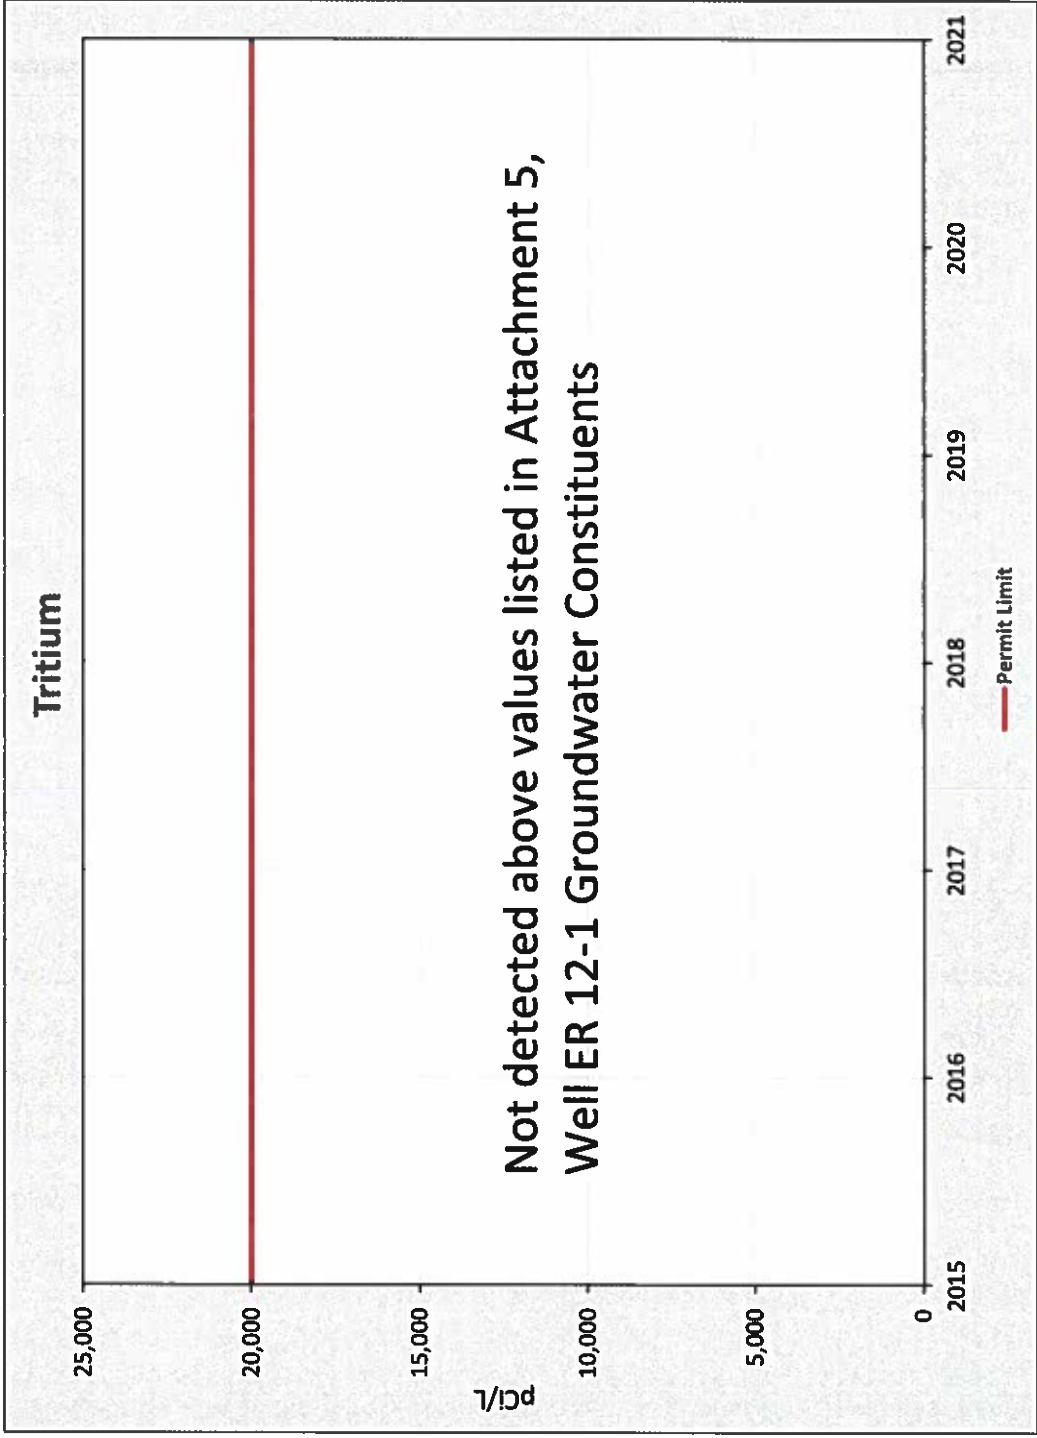 Tritium
25,000
20,000
15,000
10,000
5,000
0
pCi/L
Not detected above values listed in Attachment 5,
Well ER 12-1 Groundwater Constituents
2015 2016 2017 2018 2019 2020 2021
Permit Limit